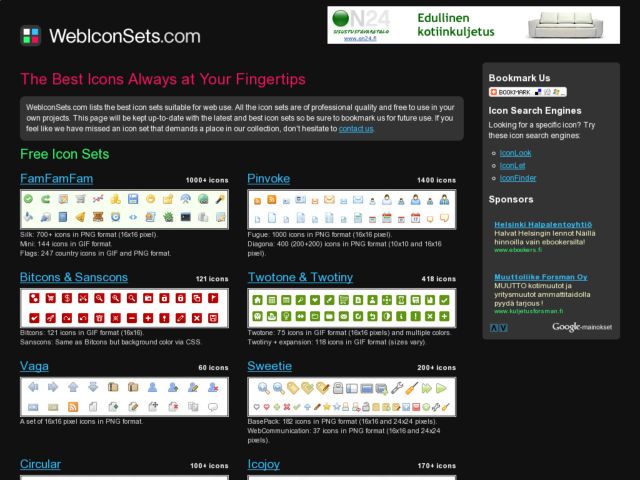 WebIconSets.com
ON24
SISUSTUSTAVARATALO
www.on24.fi
Edullinen
kotiinkuljetus
The Best Icons Always at Your Fingertips
WebIconSets.com lists the best icon sets suitable for web use. All the icon sets are of professional quality and free to use in your
own projects. This page will be kept up-to-date with the latest and best icon sets so be sure to bookmark us for future use. If you
feel like we have missed an icon set that demands a place in our collection, don't hesitate to contact us.
Free Icon Sets
FamFamFam 1000+ icons
Silk: 700+ icons in PNG format (16x16 pixel).
Mini: 144 icons in GIF format.
Flags: 247 country icons in GIF and PNG format.
Pinvoke 1400 icons
Fugue: 1000 icons in PNG format (16x16 pixel).
Diagona: 400 (200+200) icons in PNG format (10x10 and 16x16
pixel).
Bitcons & Sanscons 121 icons
Bitcons: 121 icons in GIF format (16x16).
Sanscons: Same as Bitcons but background color via CSS.
Twotone & Twotiny 418 icons
Twotone: 75 icons in GIF format (16x16 pixels) and multiple colors.
Twotiny + expansion: 118 icons in GIF format (sizes vary).
Vaga 60 icons
A set of 16x16 pixel icons in PNG format.
Sweetie 200+ icons
BasePack: 182 icons in PNG format (16x16 and 24x24 pixels).
WebCommunication: 37 icons in PNG format (16x16 and 24x24
pixels).
Circular 100+ icons
Icojoy 170+ icons
Bookmark Us
BOOKMARK
Icon Search Engines
Looking for a specific icon? Try
these icon search engines:
IconLook
IconLet
IconFinder
Sponsors
Helsinki Halpalentoyhtiö
Halvat Helsingin lennot Näillä
hinnoilla vain ebookersilta!
www.ebookers.fi
Muuttoliike Forsman Oy
MUUTTO kotimuutot ja
yritysmuutot ammattitaidolla
pyydä tarjous !
www.kuljetusforsman.fi
Google-mainokset